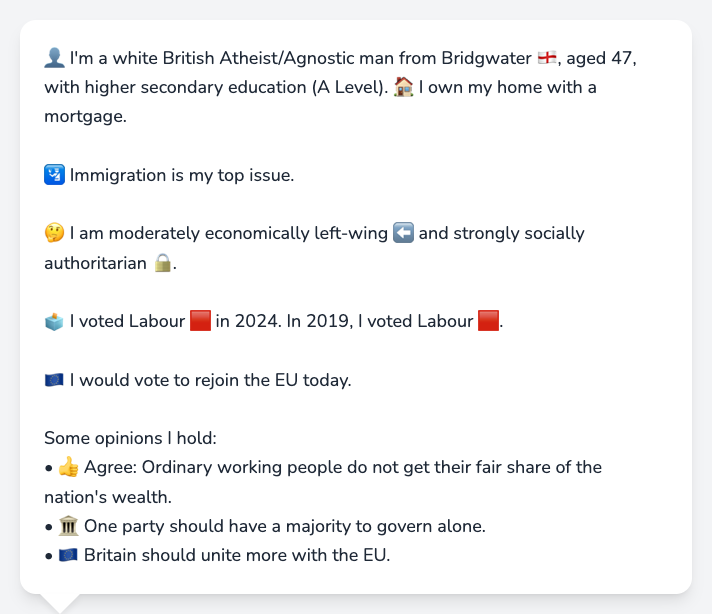 👤 I'm a white British Atheist/Agnostic man from Bridgwater 🏴󠁧󠁢󠁥󠁮󠁧󠁿, aged 47,
with higher secondary education (A Level). 🏠 I own my home with a
mortgage.
🛂 Immigration is my top issue.
🤔 I am moderately economically left-wing ⬅️ and strongly socially
authoritarian 🔒.
🗳️ I voted Labour 🟥 in 2024. In 2019, I voted Labour 🟥.
🇪🇺 I would vote to rejoin the EU today.
Some opinions I hold:
• 👍 Agree: Ordinary working people do not get their fair share of the
nation's wealth.
• 🏛️ One party should have a majority to govern alone.
• 🇪🇺 Britain should unite more with the EU.